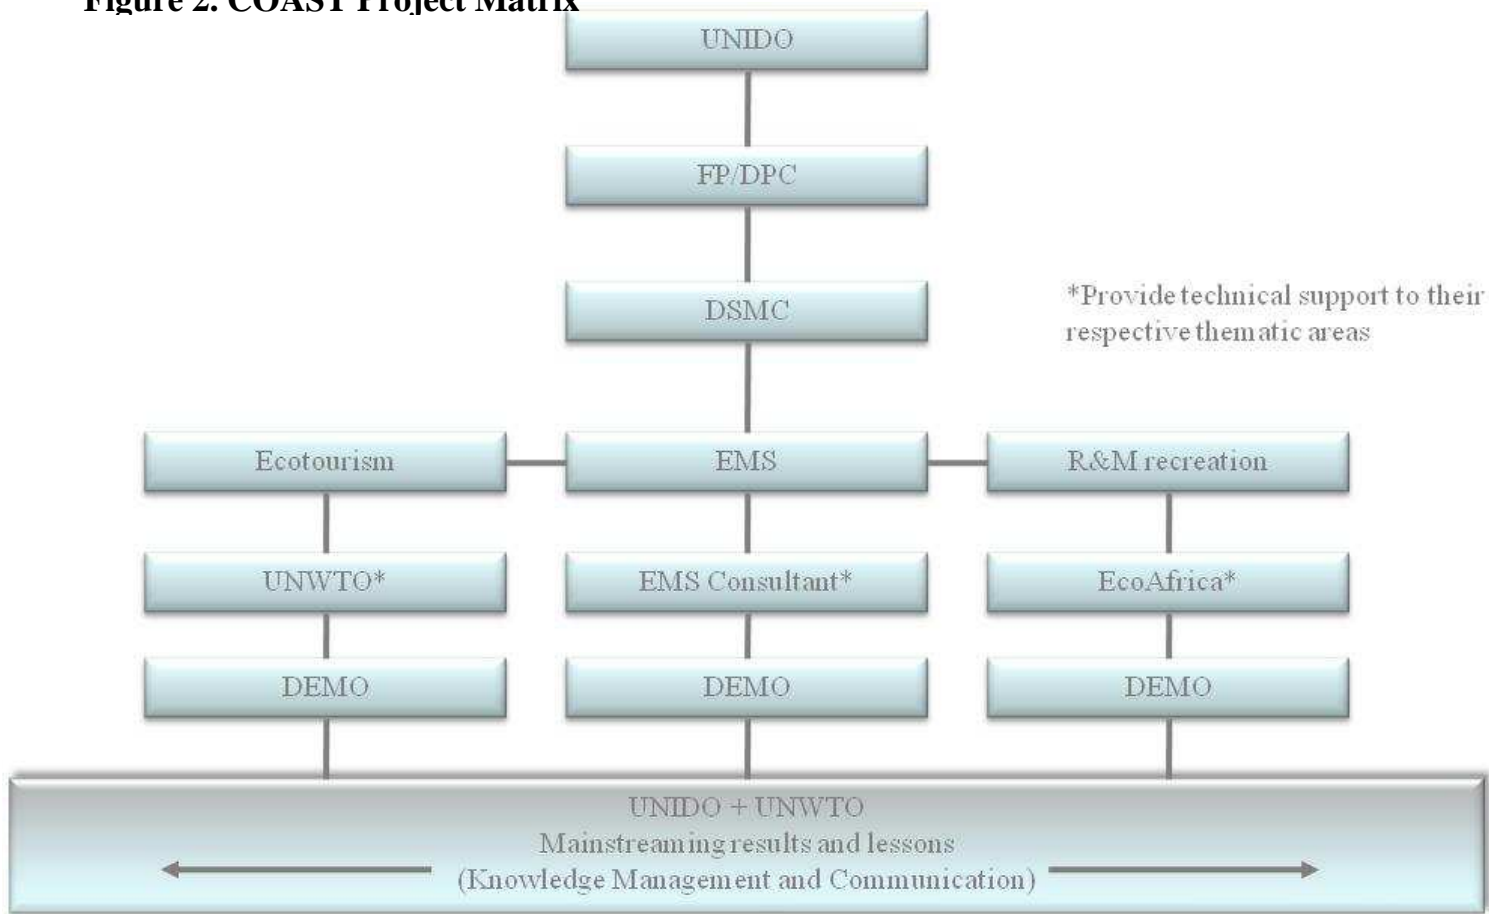 Figure 2. COAST Project Matrix
UNIDO
FP/DPC
DSMC
*Provide technical support to their
respective thematic areas
Ecotourism
EMS
R&M recreation
UNWTO*
EMS Consultant*
EcoAfrica*
DEMO
DEMO
DEMO
UNIDO + UNWTO
Mainstreaming results and lessons
(Knowledge Management and Communication)